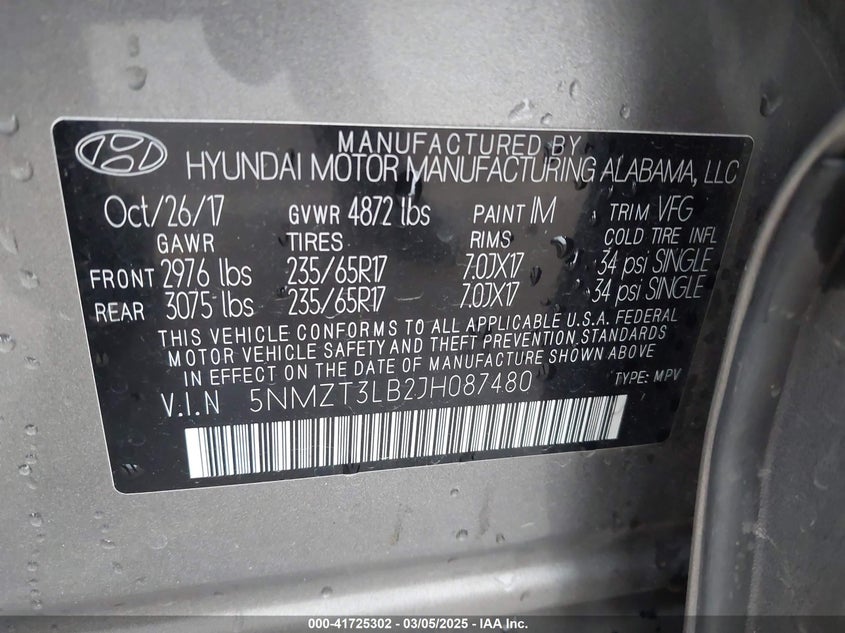 MANUFACTURED BY
HYUNDAI MOTOR MANUFACTURING ALABAMA, LLC
Oct/26/17 GVWR 4872 lbs PAINT IM TRIM VFG
GAWR TIRES RIMS COLD TIRE INFL
FRONT 2976 lbs 235/65R17 7.0JX17 34 psi SINGLE
REAR 3075 lbs 235/65R17 7.0JX17 34 psi SINGLE
THIS VEHICLE CONFORMS TO ALL APPLICABLE U.S.A. FEDERAL
MOTOR VEHICLE SAFETY AND THEFT PREVENTION STANDARDS
IN EFFECT ON THE DATE OF MANUFACTURE SHOWN ABOVE
V.I.N 5NMZT3LB2JH087480 TYPE: MPV
000-41725302 — 03/05/2025 — IAA Inc.